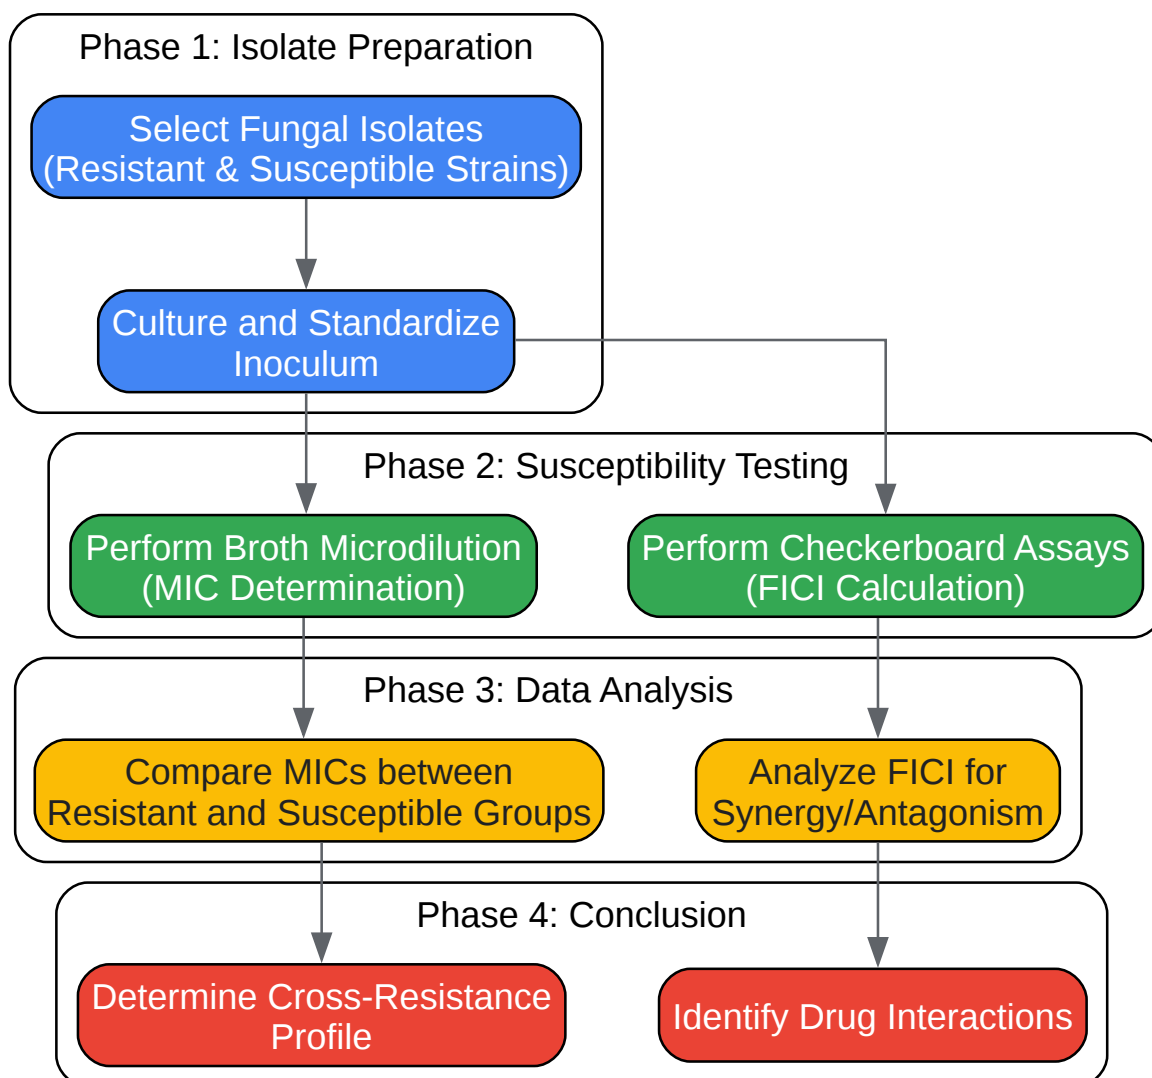 Phase 1: Isolate Preparation
Select Fungal Isolates
(Resistant & Susceptible Strains)
Culture and Standardize
Inoculum
Phase 2: Susceptibility Testing
Perform Broth Microdilution
(MIC Determination)
Perform Checkerboard Assays
(FICI Calculation)
Phase 3: Data Analysis
Compare MICs between
Resistant and Susceptible Groups
Analyze FICI for
Synergy/Antagonism
Phase 4: Conclusion
Determine Cross-Resistance
Profile
Identify Drug Interactions